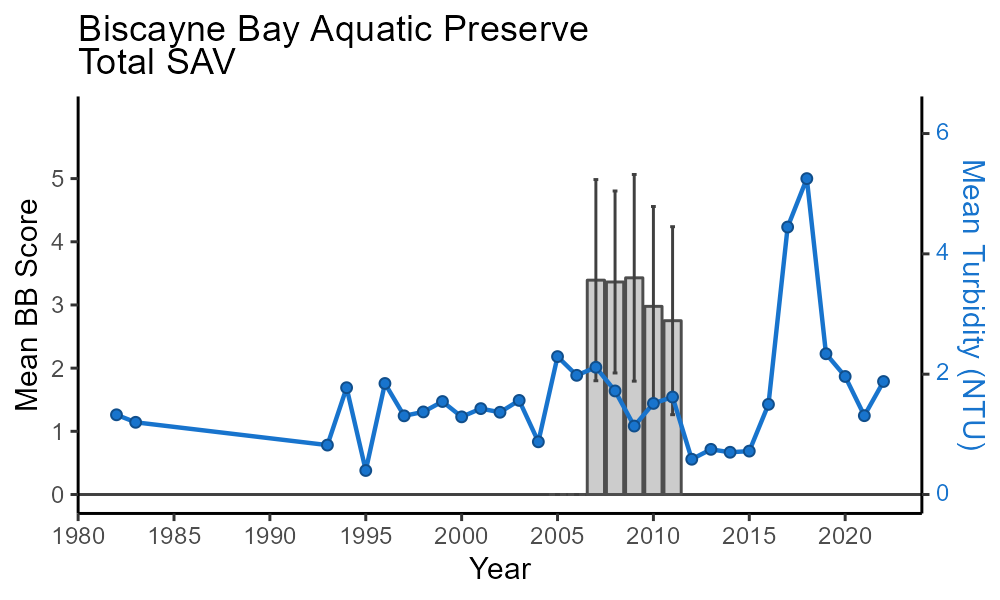 Biscayne Bay Aquatic Preserve
Total SAV
Mean BB Score
5
4
3
2
1
0
6
4
2
0
Mean Turbidity (NTU)
1980 1985 1990 1995 2000 2005 2010 2015 2020
Year